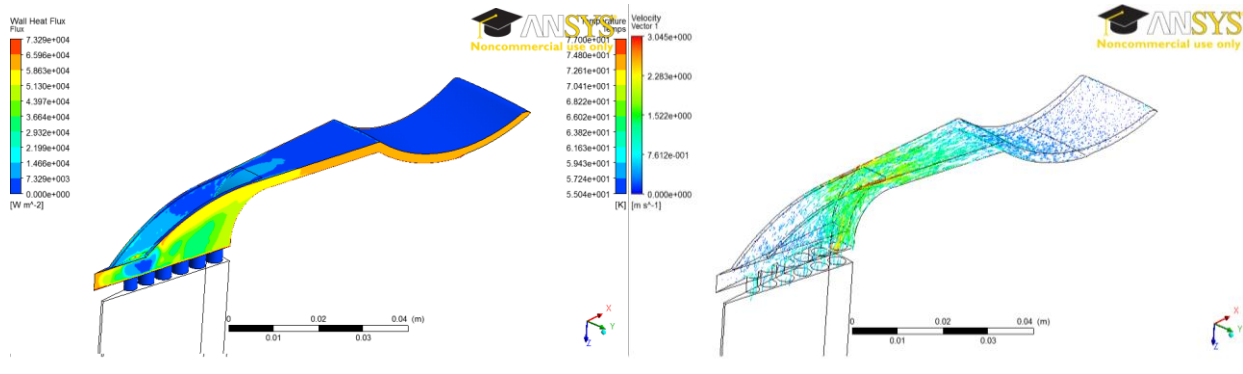 Wall Heat Flux
Flux
7.329e+004
6.596e+004
5.863e+004
5.130e+004
4.397e+004
3.664e+004
2.932e+004
2.199e+004
1.466e+004
7.329e+003
0.000e+000
[W m^-2]
ANSYS
Noncommercial use only
0
0.02
0.04 (m)
0.01
0.03
X
Y
Z
Temps
7.700e+001
7.480e+001
7.261e+001
7.041e+001
6.822e+001
6.602e+001
6.382e+001
6.163e+001
5.943e+001
5.724e+001
5.504e+001
[K]
Velocity
Vector 1
3.045e+000
2.283e+000
1.522e+000
7.612e-001
0.000e+000
[m s^-1]
ANSYS
Noncommercial use only
0
0.02
0.04 (m)
0.01
0.03
X
Y
Z